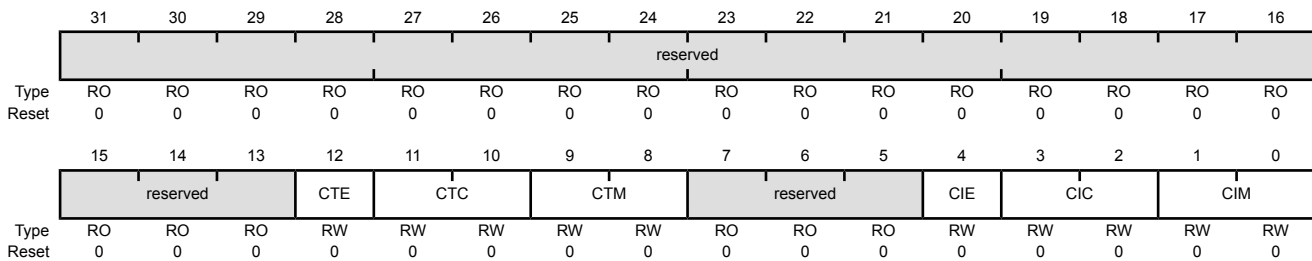 31 30 29 28 27 26 25 24 23 22 21 20 19 18 17 16
reserved
Type RO RO RO RO RO RO RO RO RO RO RO RO RO RO RO RO
Reset 0 0 0 0 0 0 0 0 0 0 0 0 0 0 0 0
15 14 13 12 11 10 9 8 7 6 5 4 3 2 1 0
reserved CTE CTC CTM reserved CIE CIC CIM
Type RO RO RO RW RW RW RW RW RO RO RO RW RW RW RW RW
Reset 0 0 0 0 0 0 0 0 0 0 0 0 0 0 0 0